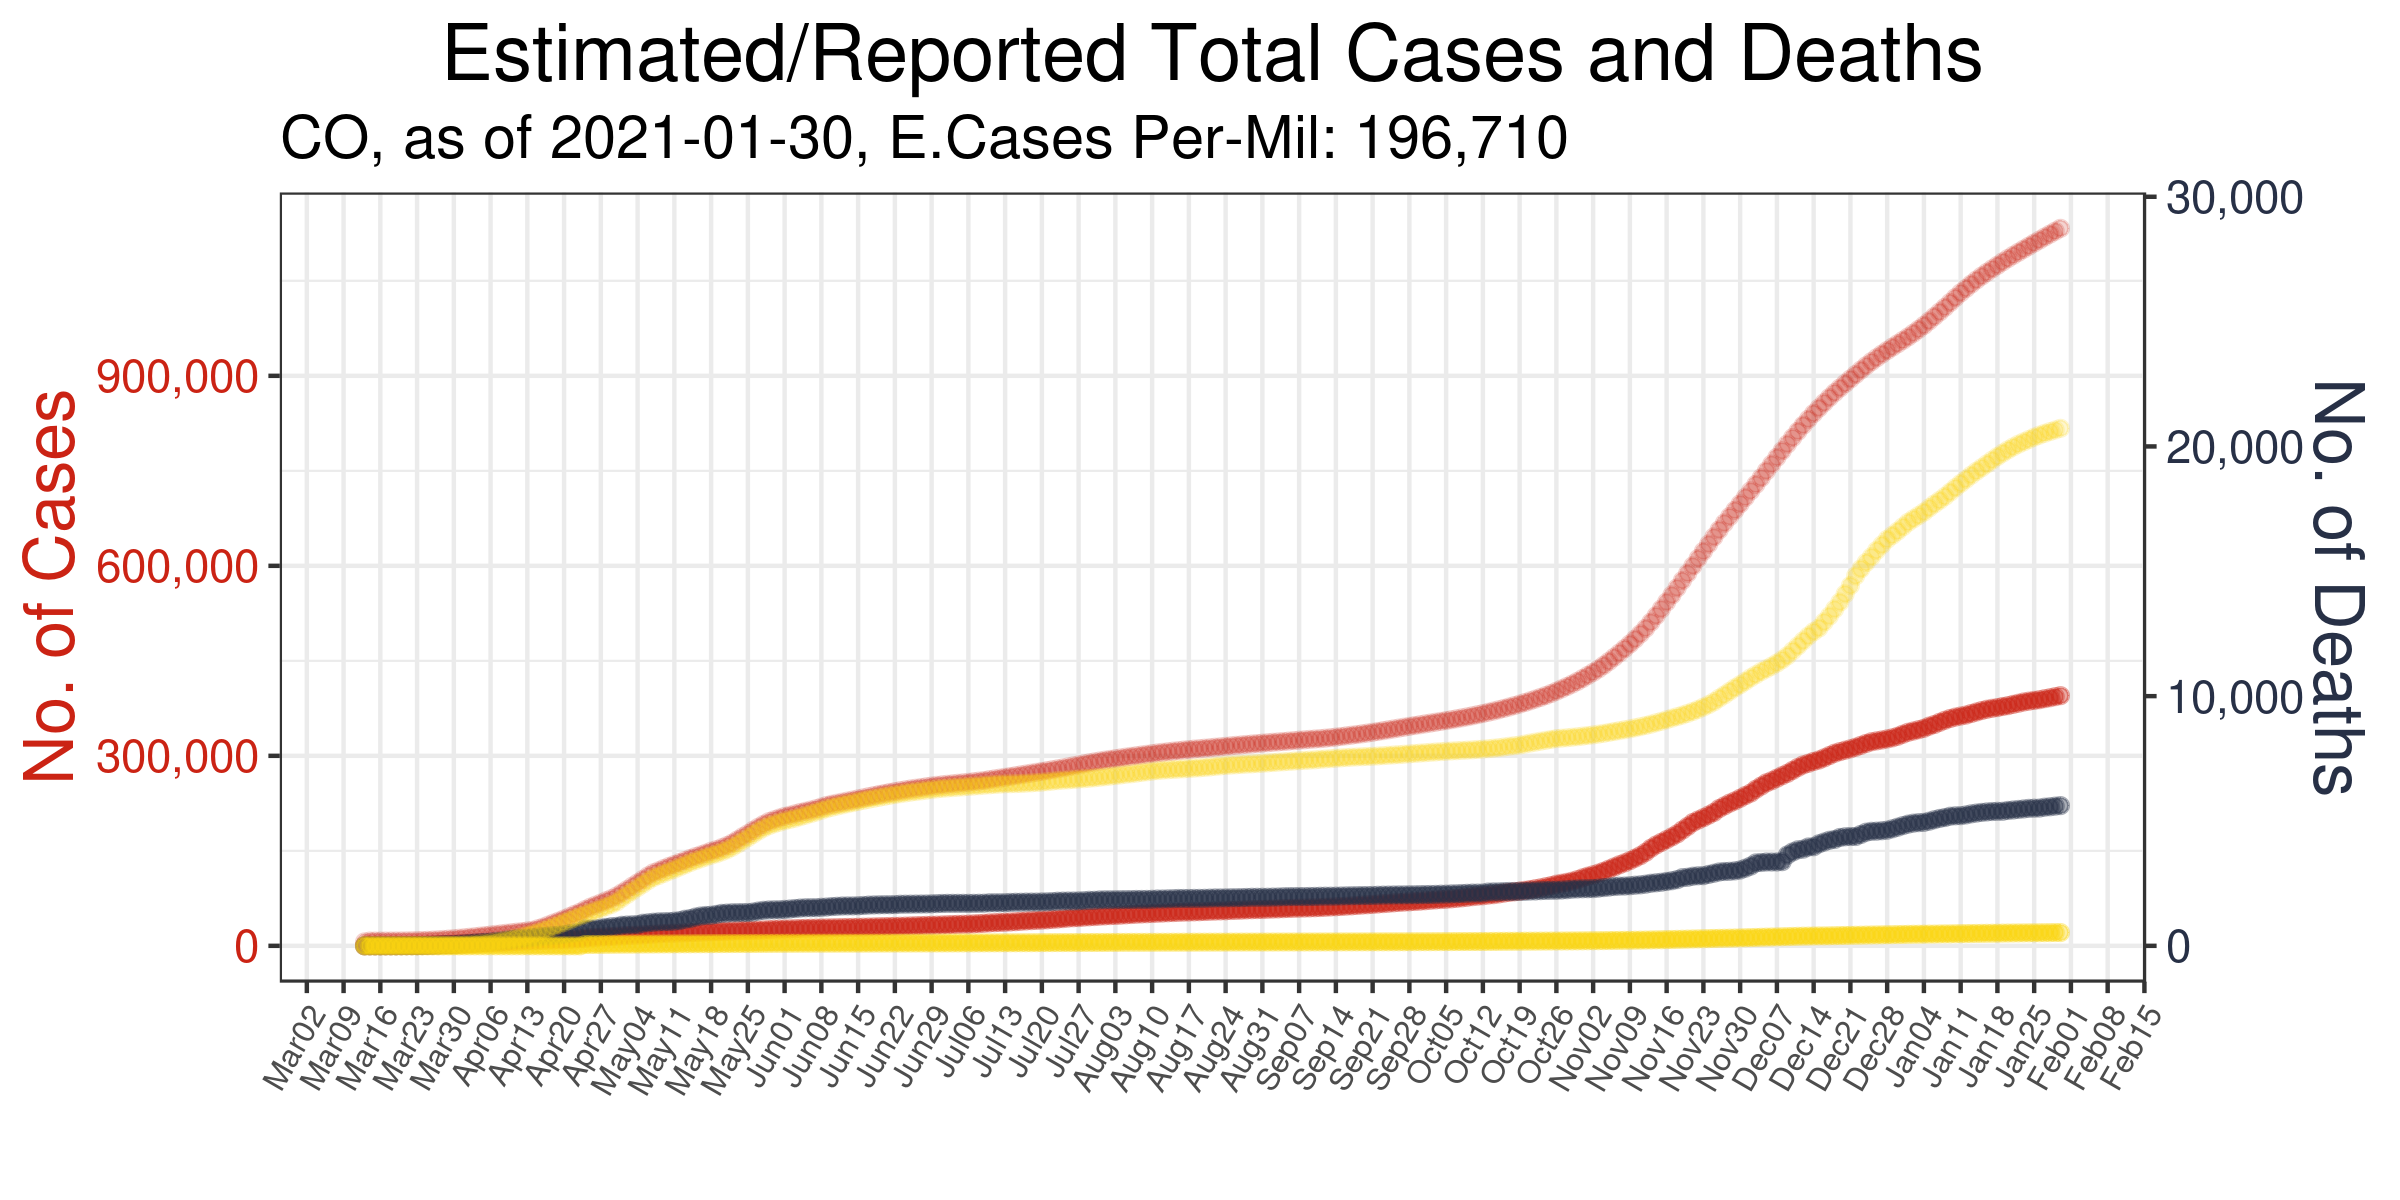 Estimated/Reported Total Cases and Deaths
CO, as of 2021-01-30, E.Cases Per-Mil: 196,710
No. of Cases
900,000
600,000
300,000
0
30,000
20,000
10,000
0
No. of Deaths
Mar02 Mar09 Mar16 Mar23 Mar30 Apr06 Apr13 Apr20 Apr27 May04 May11 May18 May25 Jun01 Jun08 Jun15 Jun22 Jun29 Jul06 Jul13 Jul20 Jul27 Aug03 Aug10 Aug17 Aug24 Aug31 Sep07 Sep14 Sep21 Sep28 Oct05 Oct12 Oct19 Oct26 Nov02 Nov09 Nov16 Nov23 Nov30 Dec07 Dec14 Dec21 Dec28 Jan04 Jan11 Jan18 Jan25 Feb01 Feb08 Feb15